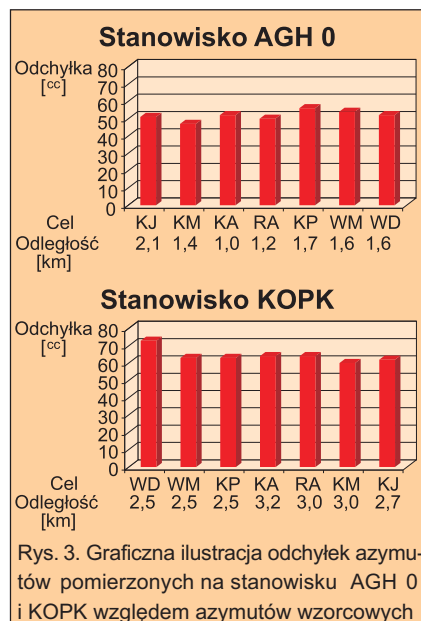 Stanowisko AGH 0
Odchyłka
[cc]
80
70
60
50
40
30
20
10
0
Cel KJ KM KA RA KP WM WD
Odległość 2,1 1,4 1,0 1,2 1,7 1,6 1,6
[km]
Stanowisko KOPK
Odchyłka
[cc]
80
70
60
50
40
30
20
10
0
Cel WD WM KP KA RA KM KJ
Odległość 2,5 2,5 2,5 3,2 3,0 3,0 2,7
[km]
Rys. 3. Graficzna ilustracja odchyłek azymu-
tów pomierzonych na stanowisku AGH 0
i KOPK względem azymutów wzorcowych